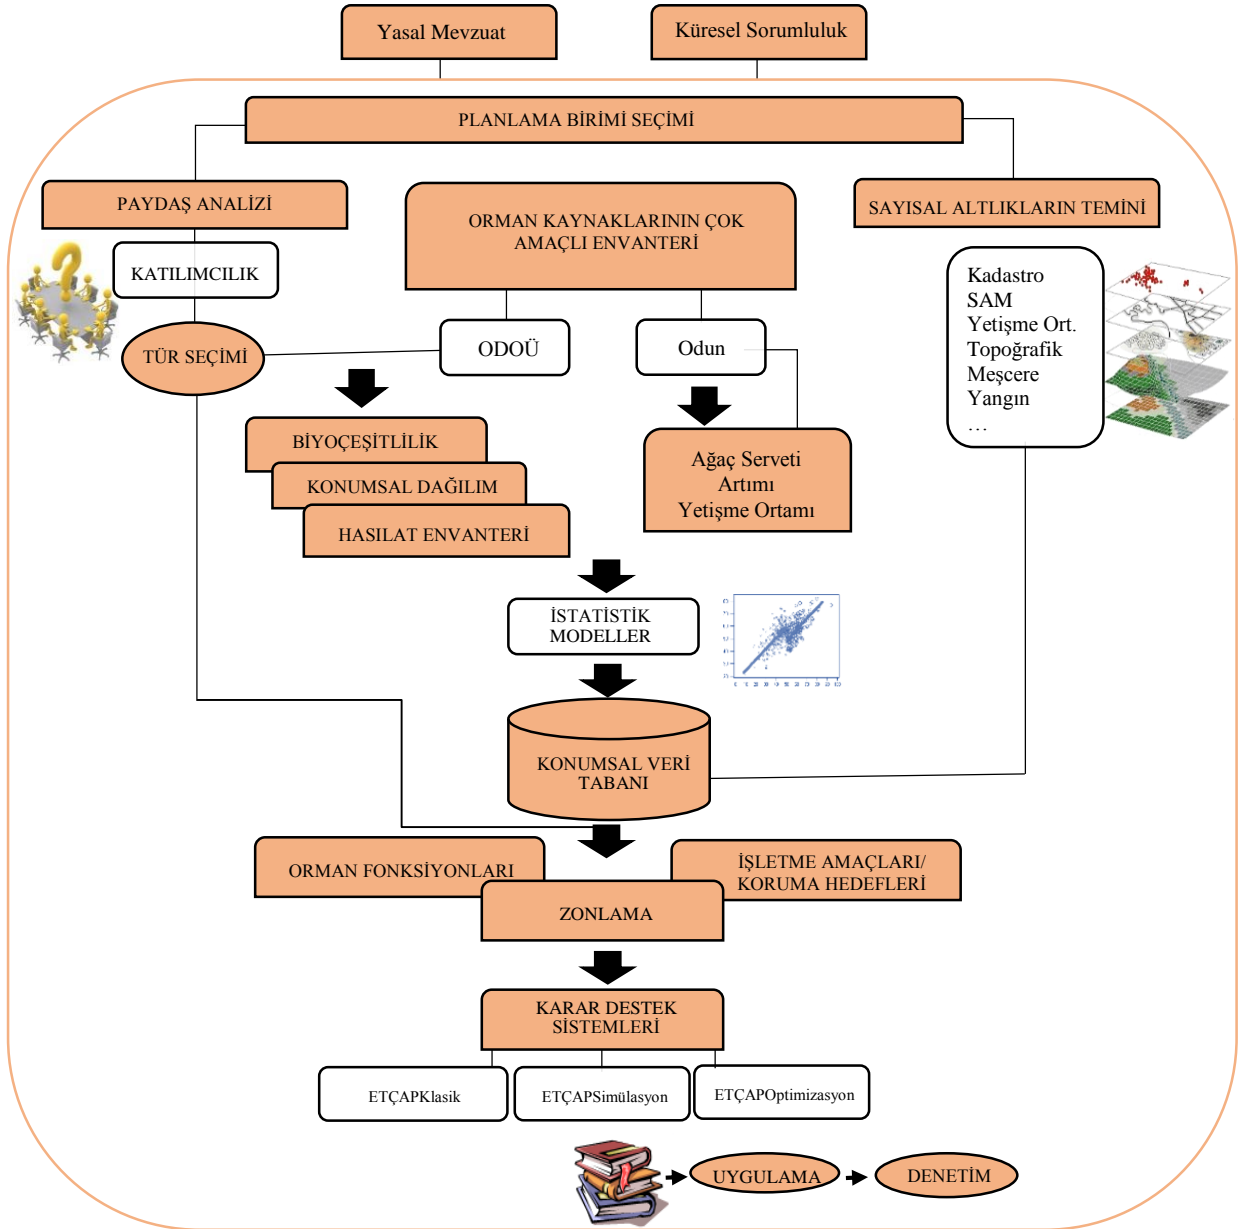 Yasal Mevzuat
Küresel Sorumluluk
PLANLAMA BİRİMİ SEÇİMİ
PAYDAŞ ANALİZİ
ORMAN KAYNAKLARININ ÇOK
AMAÇLI ENVANTERİ
SAYISAL ALTLIKLARIN TEMİNİ
KATILIMCILIK
Kadastro
SAM
Yetişme Ort.
Topoğrafik
Meşcere
Yangın
…
TÜR SEÇİMİ
ODOÜ
Odun
BİYOÇEŞİTLİLİK
KONUMSAL DAĞILIM
HASILAT ENVANTERİ
Ağaç Serveti
Artımı
Yetişme Ortamı
İSTATİSTİK
MODELLER
KONUMSAL VERİ
TABANI
ORMAN FONKSİYONLARI
İŞLETME AMAÇLARI/
KORUMA HEDEFLERİ
ZONLAMA
KARAR DESTEK
SİSTEMLERİ
ETÇAPKlasik
ETÇAPSimülasyon
ETÇAPOptimizasyon
UYGULAMA
DENETİM